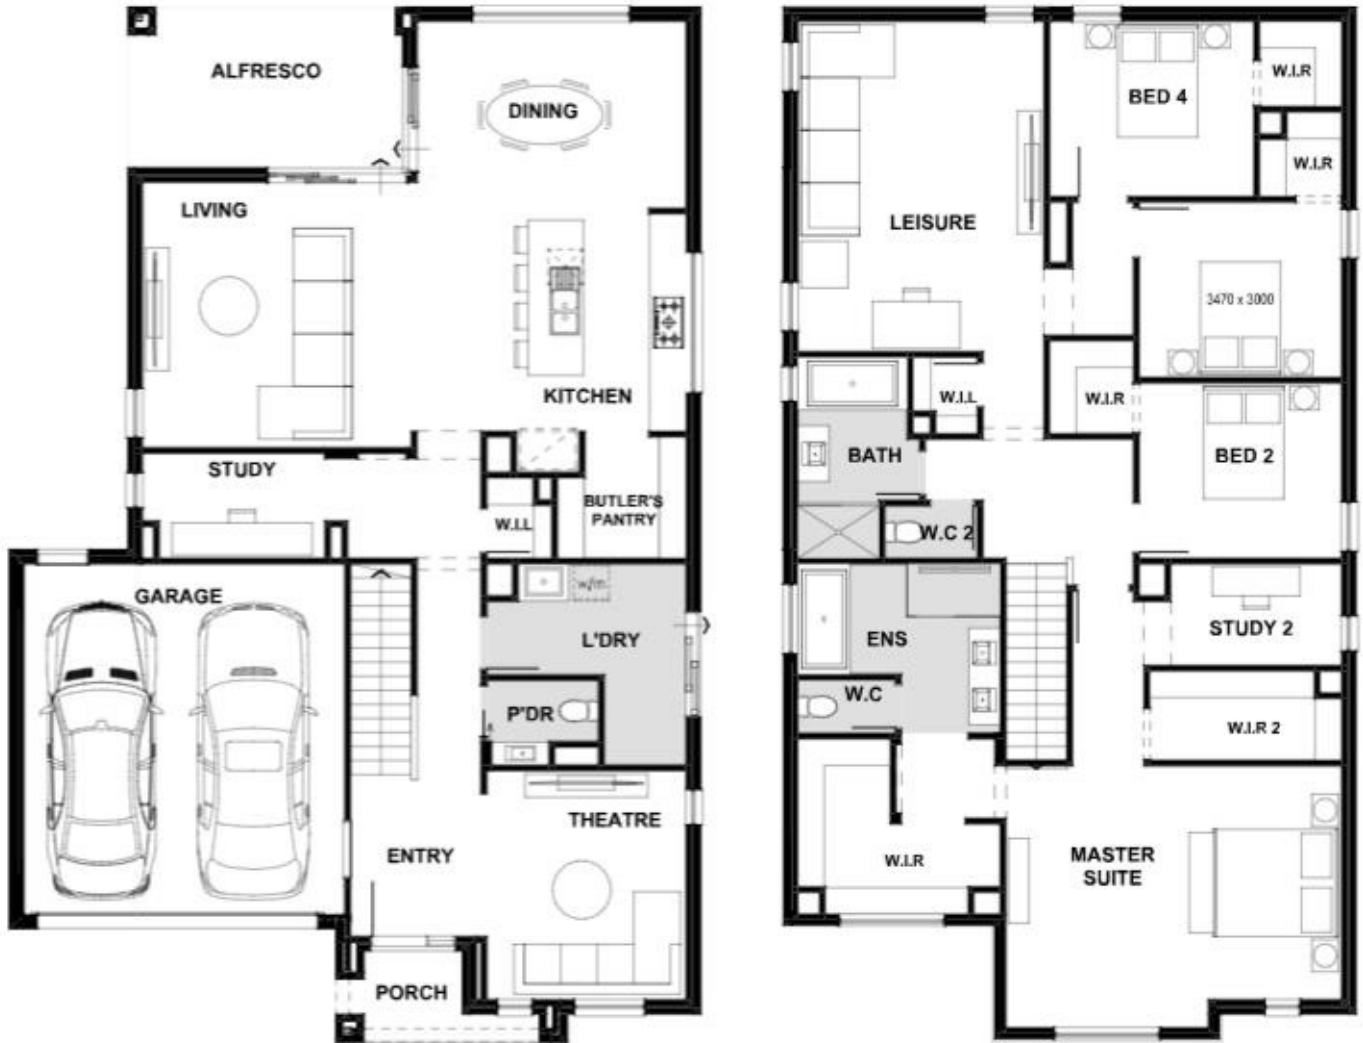 ALFRESCO
DINING
LIVING
KITCHEN
STUDY
W.I.L
BUTLER'S
PANTRY
GARAGE
w/m
L'DRY
P'DR
THEATRE
ENTRY
PORCH
W.I.R
BED 4
W.I.R
LEISURE
3470 x 3000
W.I.L
W.I.R
BATH
BED 2
W.C 2
ENS
STUDY 2
W.C
W.I.R 2
W.I.R
MASTER
SUITE